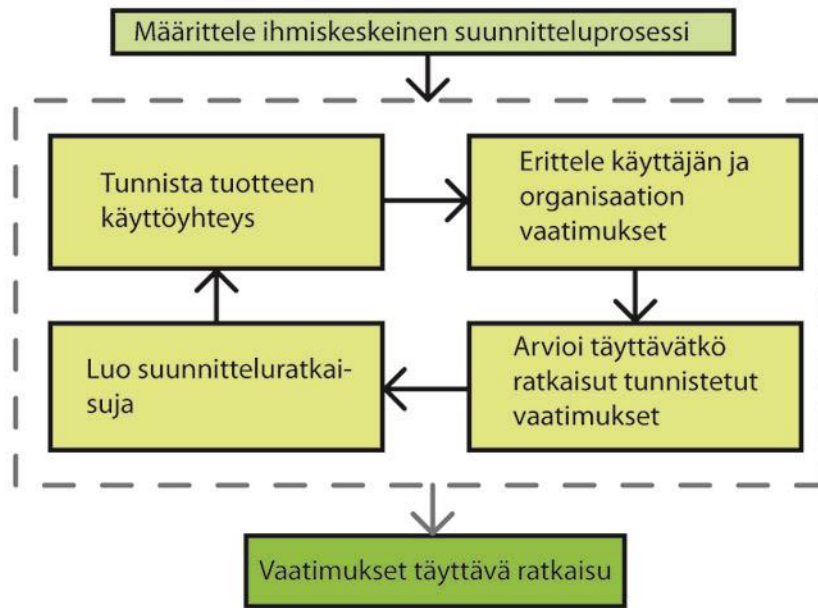 Määrittele ihmiskeskeinen suunnitteluprosessi
Tunnista tuotteen
käyttöyhteys
Erittele käyttäjän ja
organisaation
vaatimukset
Luo suunnitteluratkai-
suja
Arvioi täyttävätkö
ratkaisut tunnistetut
vaatimukset
Vaatimukset täyttävä ratkaisu